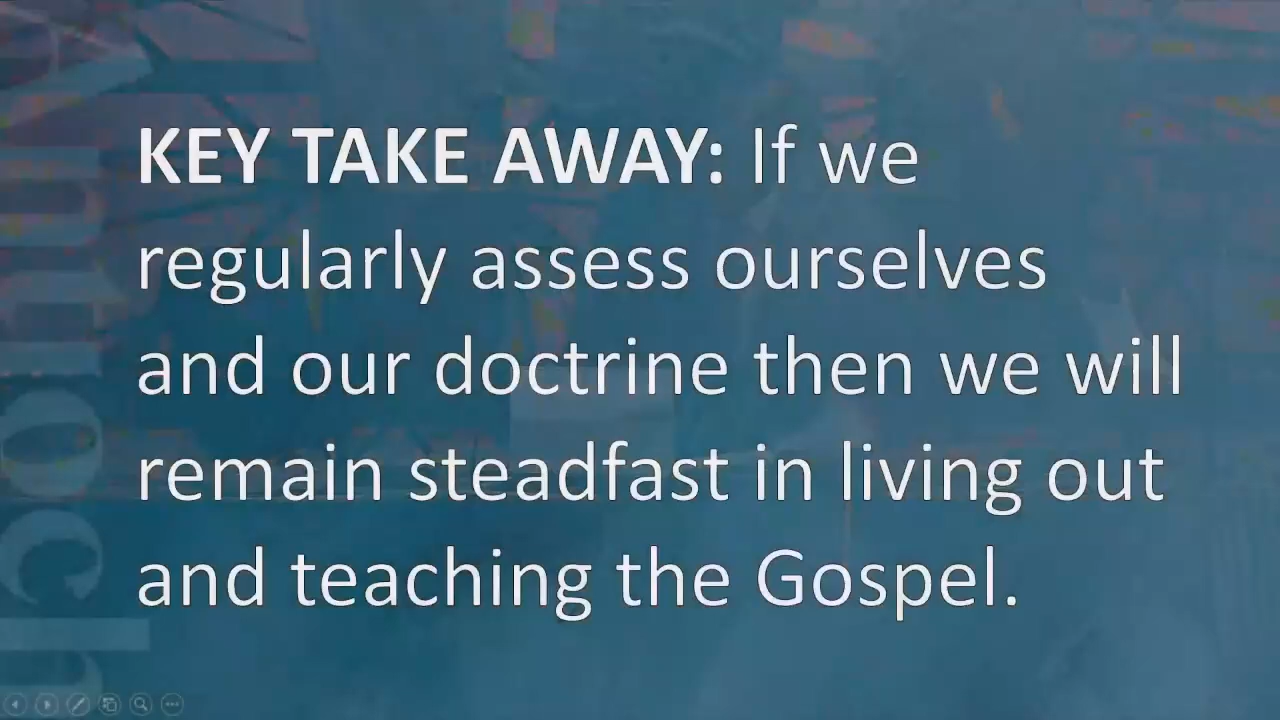 KEY TAKE AWAY: If we
regularly assess ourselves
and our doctrine then we will
remain steadfast in living out
and teaching the Gospel.
Antioch